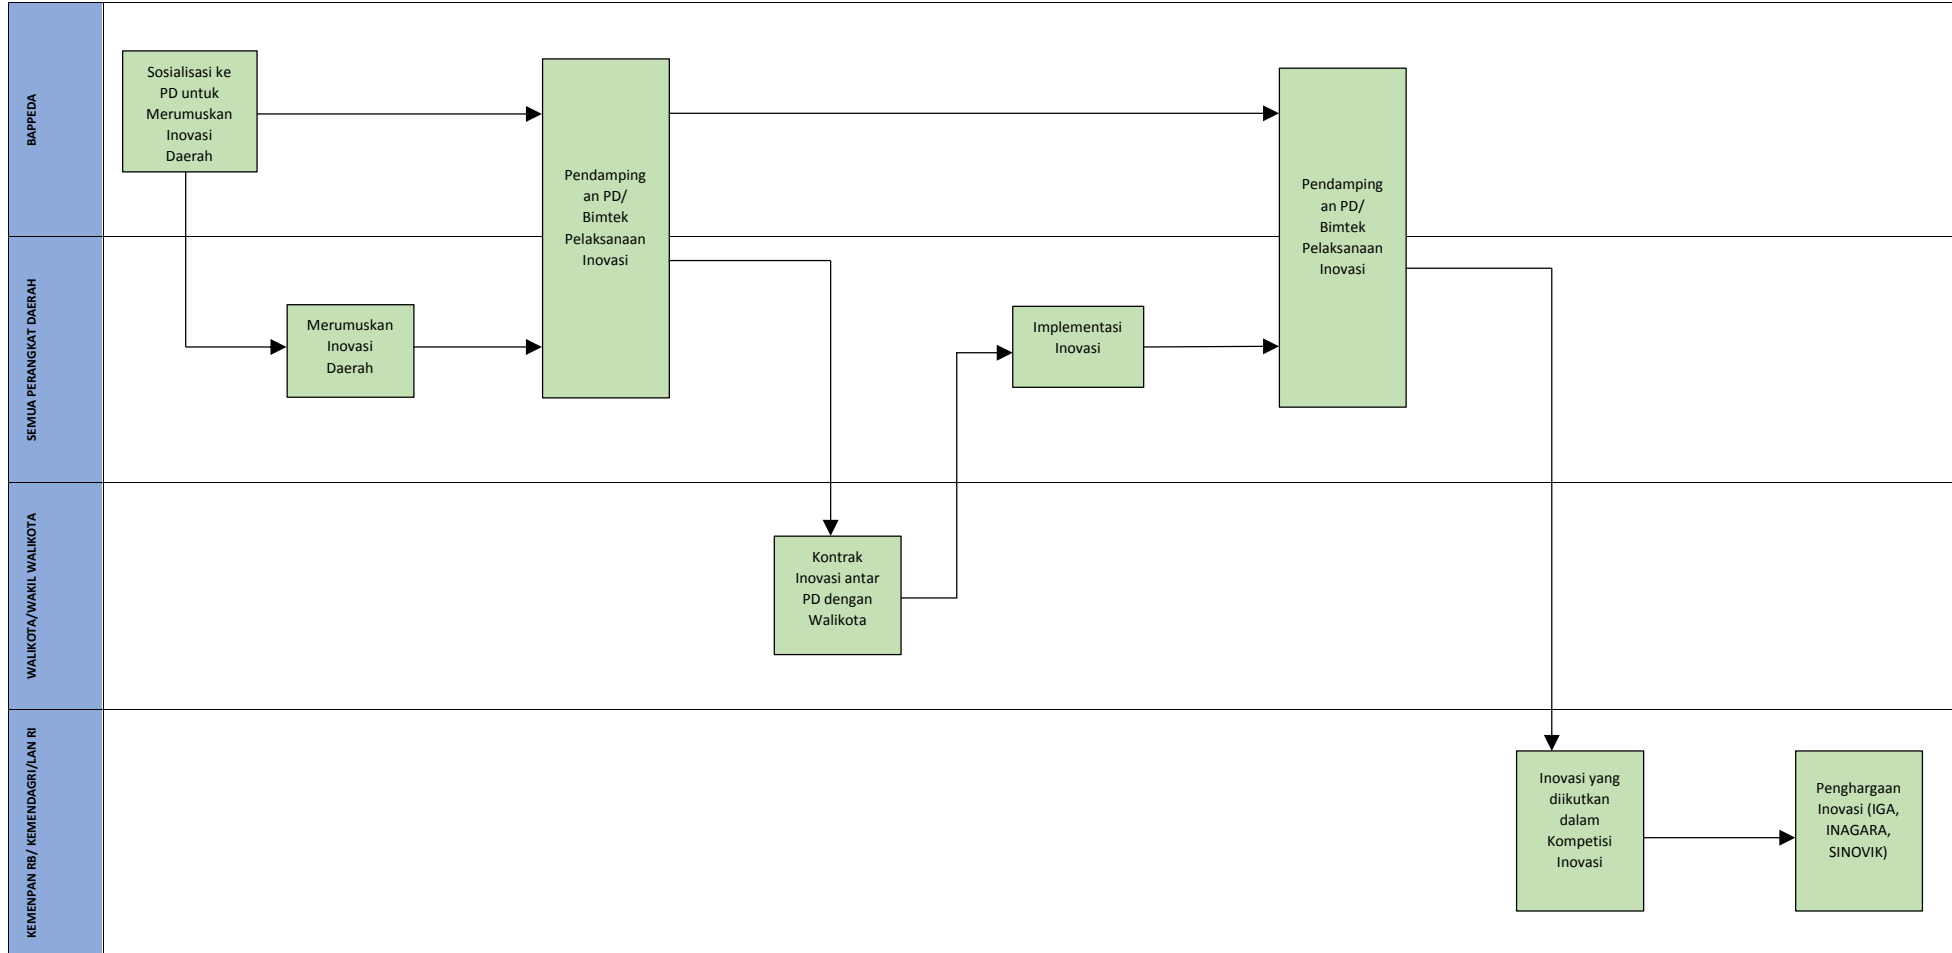 BAPPEDA
Sosialisasi ke
PD untuk
Merumuskan
Inovasi
Daerah
Pendamping
an PD/
Bimtek
Pelaksanaan
Inovasi
Pendamping
an PD/
Bimtek
Pelaksanaan
Inovasi
SEMUA PERANGKAT DAERAH
Merumuskan
Inovasi
Daerah
Implementasi
Inovasi
WALIKOTA/WAKIL WALIKOTA
Kontrak
Inovasi antar
PD dengan
Walikota
KEMENPAN RB/ KEMENDAGRI/LAN RI
Inovasi yang
diikutkan
dalam
Kompetisi
Inovasi
Penghargaan
Inovasi (IGA,
INAGARA,
SINOVIK)